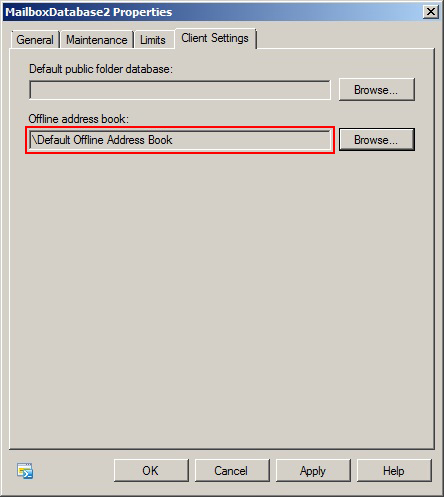 MailboxDatabase2 Properties
General Maintenance Limits Client Settings
Default public folder database:
Browse...
Offline address book:
\Default Offline Address Book Browse...
OK Cancel Apply Help